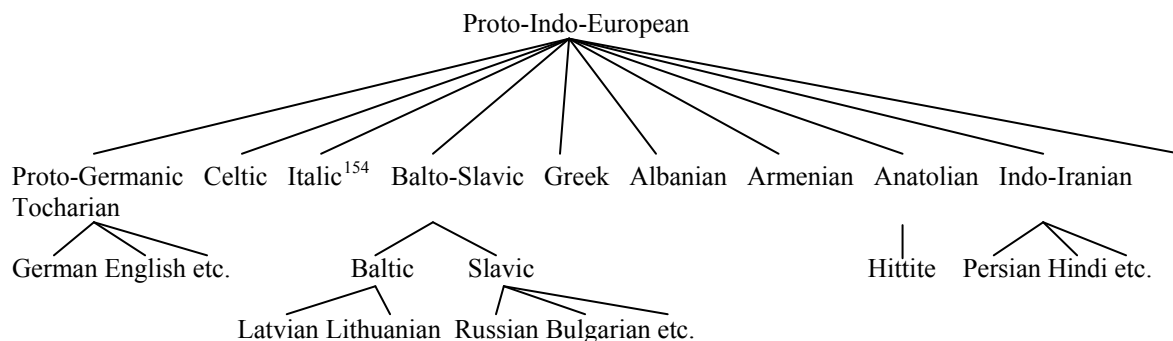 Proto-Indo-European
Proto-Germanic Celtic Italic154 Balto-Slavic Greek Albanian Armenian Anatolian Indo-Iranian
Tocharian
German English etc. Baltic Slavic Hittite Persian Hindi etc.
Latvian Lithuanian Russian Bulgarian etc.